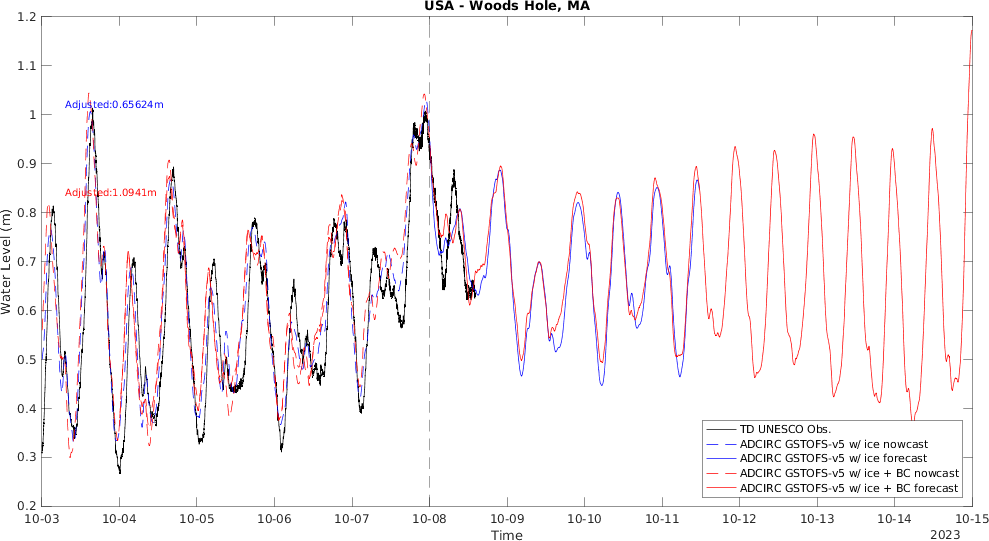 USA - Woods Hole, MA
1.2
1.1
1
0.9
0.8
0.7
0.6
0.5
0.4
0.3
0.2
Water Level (m)
Adjusted:0.65624m
Adjusted:1.0941m
TD UNESCO Obs.
ADCIRC GSTOFS-v5 w/ ice nowcast
ADCIRC GSTOFS-v5 w/ ice forecast
ADCIRC GSTOFS-v5 w/ ice + BC nowcast
ADCIRC GSTOFS-v5 w/ ice + BC forecast
10-03 10-04 10-05 10-06 10-07 10-08 10-09 10-10 10-11 10-12 10-13 10-14 10-15
Time
2023